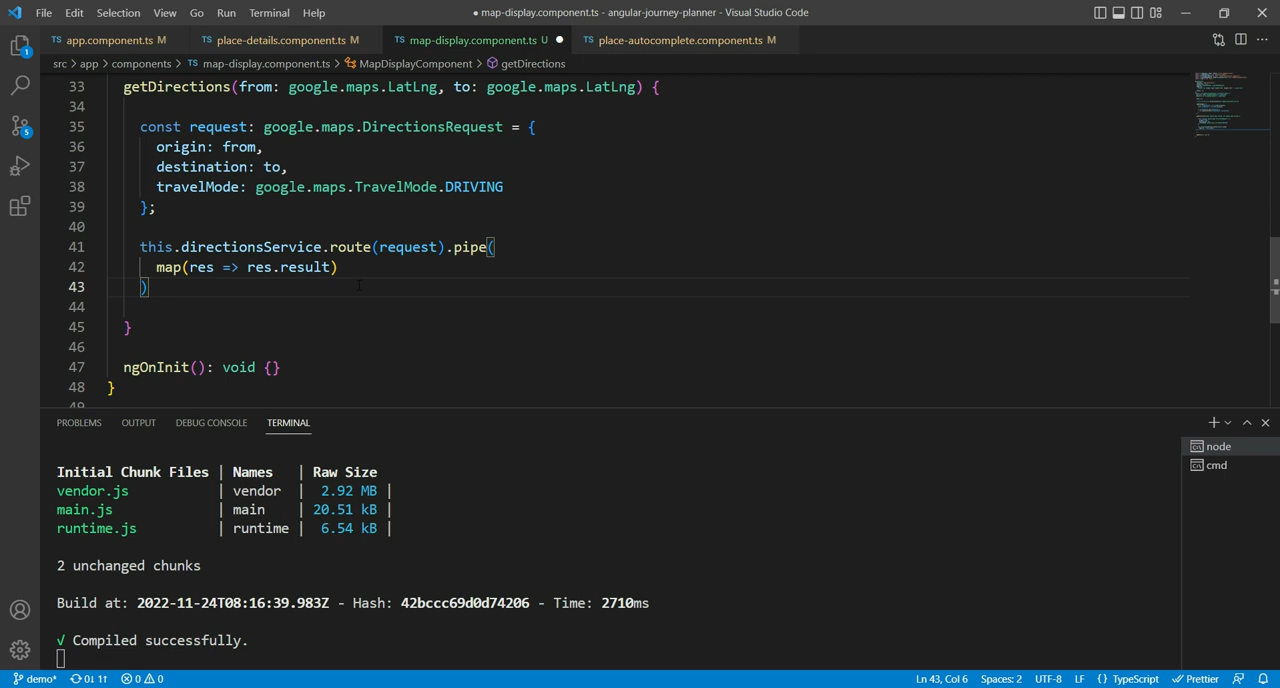 File Edit Selection View Go Run Terminal Help
● map-display.component.ts - angular-journey-planner - Visual Studio Code
TS app.component.ts M
TS place-details.component.ts M
TS map-display.component.ts U ●
TS place-autocomplete.component.ts M
src > app > components > TS map-display.component.ts > MapDisplayComponent > getDirections
33 getDirections(from: google.maps.LatLng, to: google.maps.LatLng) {
34
35 const request: google.maps.DirectionsRequest = {
36 origin: from,
37 destination: to,
38 travelMode: google.maps.TravelMode.DRIVING
39 };
40
41 this.directionsService.route(request).pipe(
42 map(res => res.result)
43 )
44
45 }
46
47 ngOnInit(): void {}
48 }
49
1
5
PROBLEMS OUTPUT DEBUG CONSOLE TERMINAL
node
cmd
Initial Chunk Files | Names | Raw Size
vendor.js | vendor | 2.92 MB |
main.js | main | 20.51 kB |
runtime.js | runtime | 6.54 kB |
2 unchanged chunks
Build at: 2022-11-24T08:16:39.983Z - Hash: 42bccc69d0d74206 - Time: 2710ms
√ Compiled successfully.
demo* 0↓ 1↑ 0 0 Ln 43, Col 6 Spaces: 2 UTF-8 LF {} TypeScript Prettier